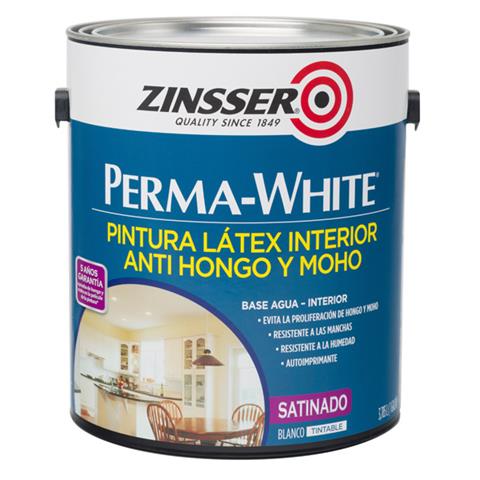 ZINSSER
QUALITY SINCE 1849
PERMA-WHITE®
PINTURA LÁTEX INTERIOR
ANTI HONGO Y MOHO
5 AÑOS
GARANTÍA
BASE AGUA – INTERIOR
• EVITA LA PROLIFERACIÓN DE HONGO Y MOHO
• RESISTENTE A LAS MANCHAS
• RESISTENTE A LA HUMEDAD
• AUTOIMPRIMANTE
SATINADO
BLANCO TINTABLE